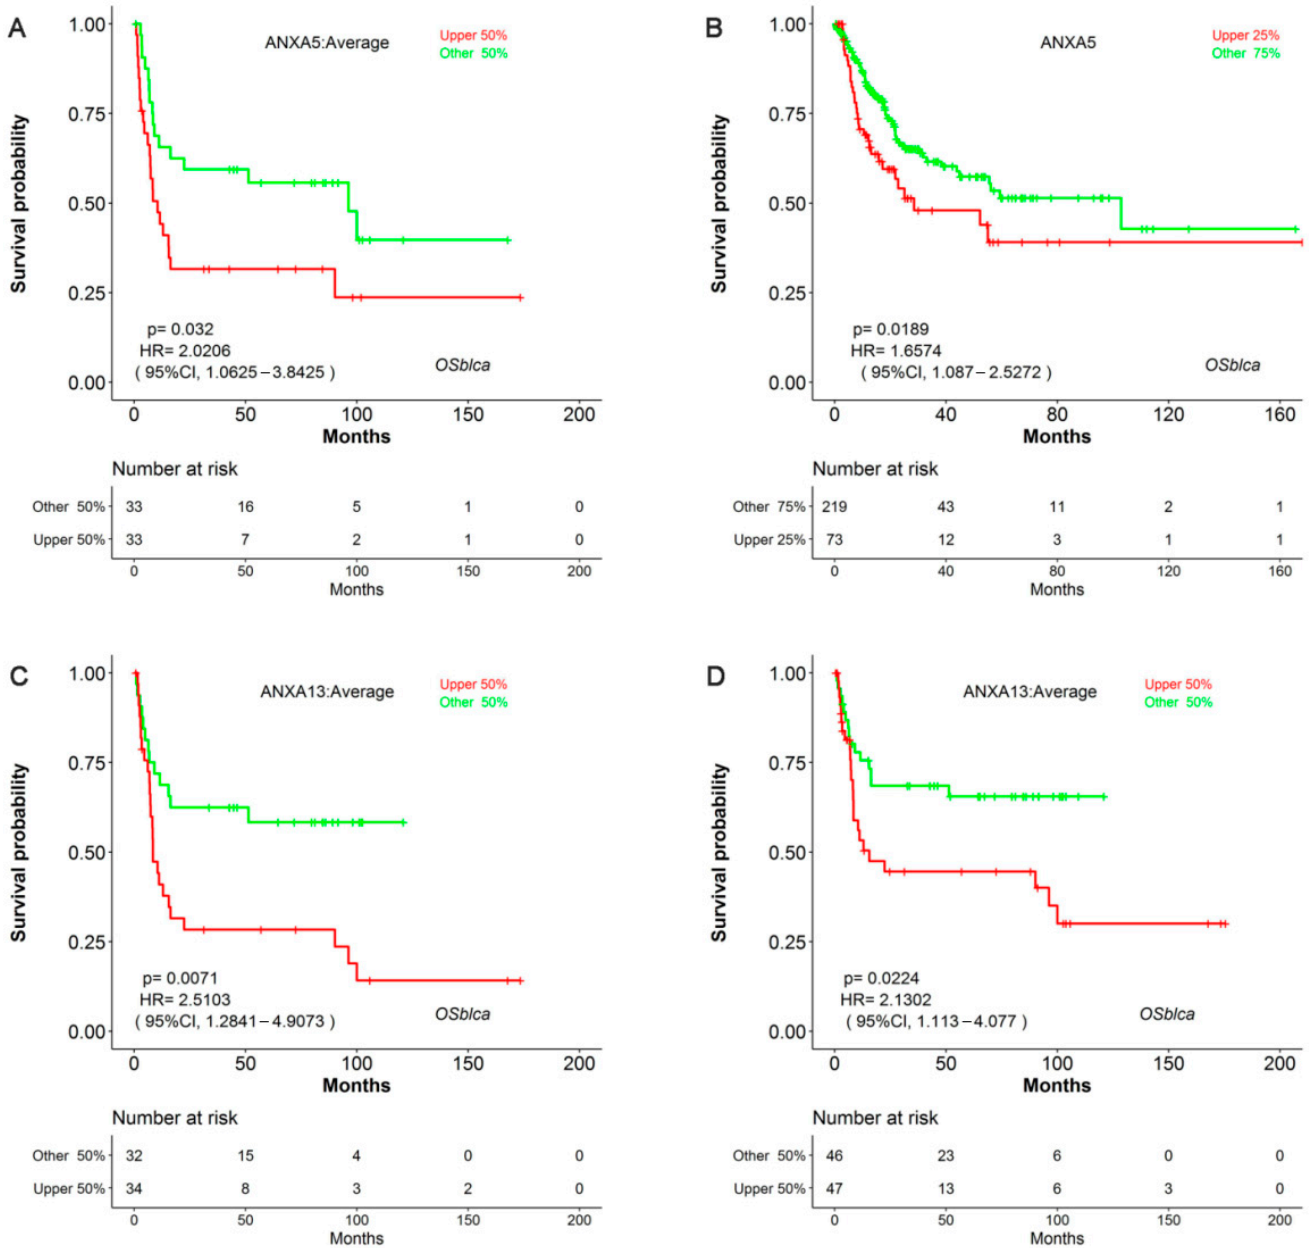 A
ANXA5:Average
Upper 50%
Other 50%
Survival probability
1.00
0.75
0.50
0.25
0.00
p= 0.032
HR= 2.0206
( 95%CI, 1.0625−3.8425 )
OSblca
0 50 100 150 200
Months
Number at risk
Other 50% 33 16 5 1 0
Upper 50% 33 7 2 1 0
0 50 100 150 200
Months
B
ANXA5
Upper 25%
Other 75%
Survival probability
1.00
0.75
0.50
0.25
0.00
p= 0.0189
HR= 1.6574
( 95%CI, 1.087−2.5272 )
OSblca
0 40 80 120 160
Months
Number at risk
Other 75% 219 43 11 2 1
Upper 25% 73 12 3 1 1
0 40 80 120 160
Months
C
ANXA13:Average
Upper 50%
Other 50%
Survival probability
1.00
0.75
0.50
0.25
0.00
p= 0.0071
HR= 2.5103
( 95%CI, 1.2841−4.9073 )
OSblca
0 50 100 150 200
Months
Number at risk
Other 50% 32 15 4 0 0
Upper 50% 34 8 3 2 0
0 50 100 150 200
Months
D
ANXA13:Average
Upper 50%
Other 50%
Survival probability
1.00
0.75
0.50
0.25
0.00
p= 0.0224
HR= 2.1302
( 95%CI, 1.113−4.077 )
OSblca
0 50 100 150 200
Months
Number at risk
Other 50% 46 23 6 0 0
Upper 50% 47 13 6 3 0
0 50 100 150 200
Months